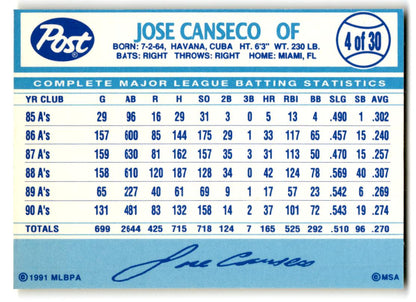 Post
JOSE CANSECO OF
4 of 30
BORN: 7-2-64, HAVANA, CUBA HT. 6'3" WT. 230 LB.
BATS: RIGHT THROWS: RIGHT HOME: MIAMI, FL
COMPLETE MAJOR LEAGUE BATTING STATISTICS
YR CLUB G AB R H SO 2B 3B HR RBI BB SLG SB AVG
85 A's 29 96 16 29 31 3 0 5 13 4 .490 1 .302
86 A's 157 600 85 144 175 29 1 33 117 65 .457 15 .240
87 A's 159 630 81 162 157 35 3 31 113 50 .470 15 .257
88 A's 158 610 120 187 128 34 0 42 124 78 .569 40 .307
89 A's 65 227 40 61 69 9 1 17 57 23 .542 6 .269
90 A's 131 481 83 132 158 14 2 37 101 72 .543 19 .274
TOTALS 699 2644 425 715 718 124 7 165 525 292 .510 96 .270
Jose Canseco
© 1991 MLBPA
© MSA